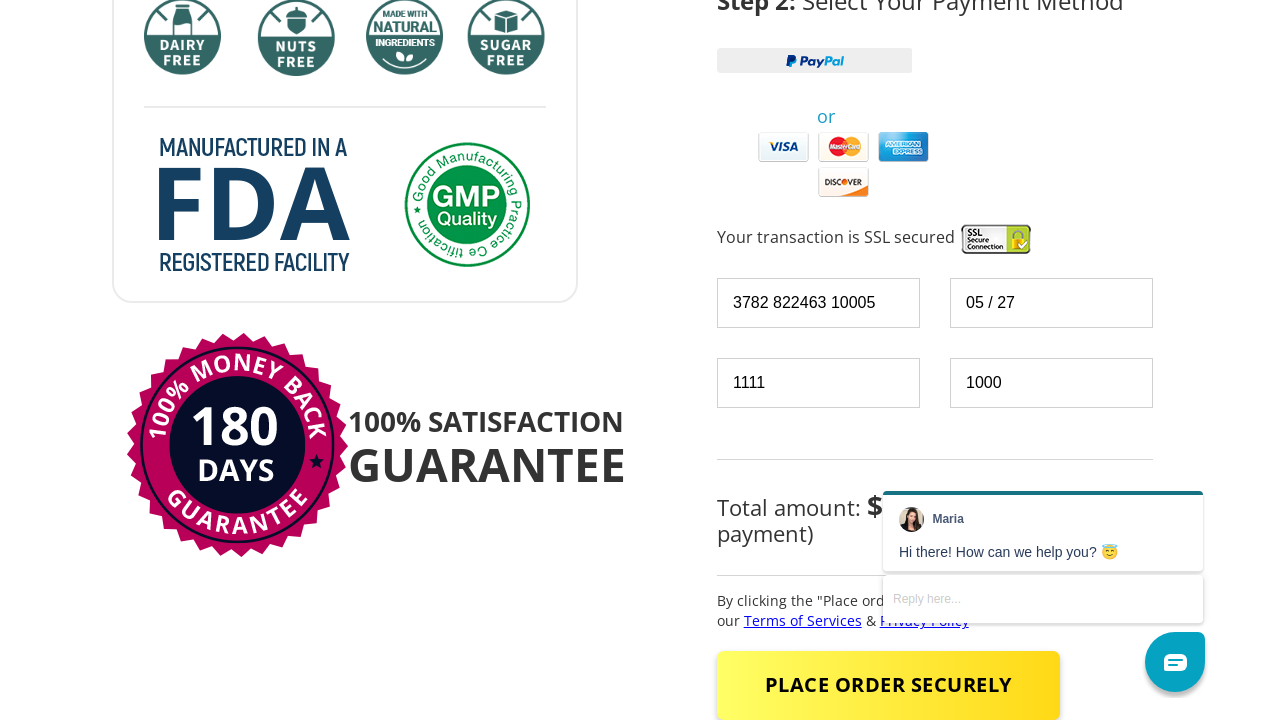 DAIRY
FREE
NUTS
FREE
MADE WITH
NATURAL
INGREDIENTS
SUGAR
FREE
MANUFACTURED IN A
FDA
REGISTERED FACILITY
Good Manufacturing Practice Ce tification
GMP
Quality
100% MONEY BACK
180
DAYS
GUARANTEE
100% SATISFACTION
GUARANTEE
Step 2: Select Your Payment Method
PayPal
or
VISA
MasterCard
AMERICAN
EXPRESS
DISCOVER
Your transaction is SSL secured
SSL
Secure
Connection
3782 822463 10005
05 / 27
1111
1000
Total amount: $
payment)
Maria
Hi there! How can we help you? 😇
Reply here...
By clicking the "Place ord
our Terms of Services & Privacy Policy
PLACE ORDER SECURELY